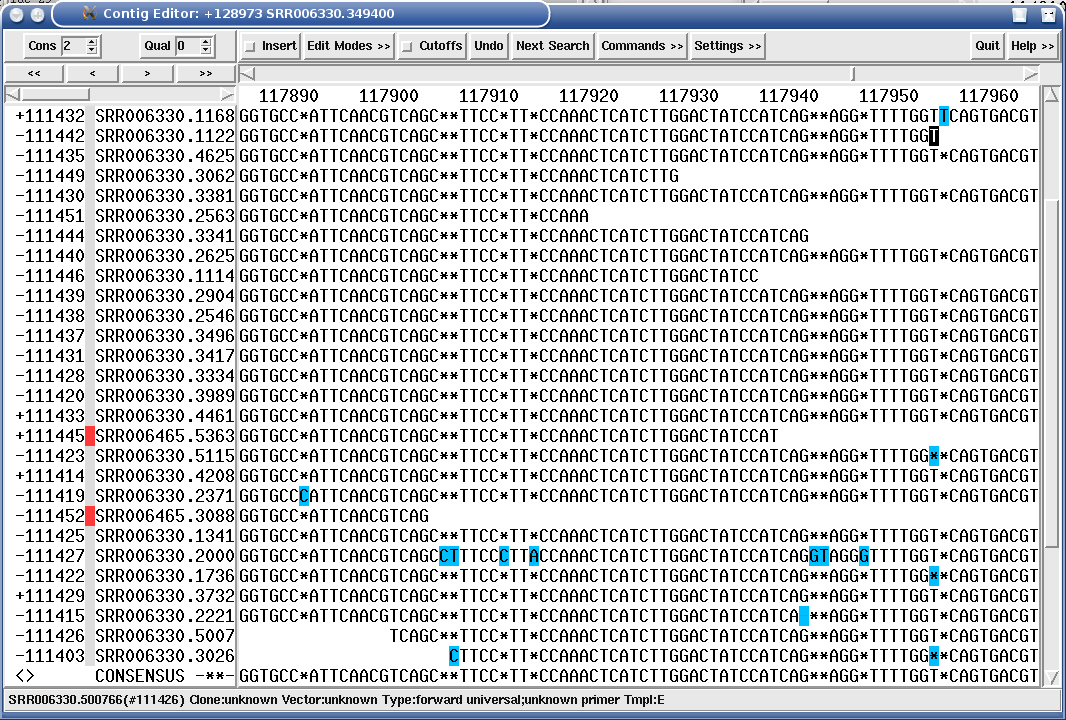 Contig Editor: +128973 SRR006330.349400
Cons 2 Qual 0 Insert Edit Modes >> Cutoffs Undo Next Search Commands >> Settings >> Quit Help >>
<< < > >>
117890 117900 117910 117920 117930 117940 117950 117960
+111432 SRR006330.1168 GGTGCC*ATTCAACGTCAGC**TTCC*TT*CCAAACTCATCTTGGACTATCCATCAG**AGG*TTTTGGTTCAGTGACGT
-111442 SRR006330.1122 GGTGCC*ATTCAACGTCAGC**TTCC*TT*CCAAACTCATCTTGGACTATCCATCAG**AGG*TTTTGGT
-111435 SRR006330.4625 GGTGCC*ATTCAACGTCAGC**TTCC*TT*CCAAACTCATCTTGGACTATCCATCAG**AGG*TTTTGGT*CAGTGACGT
-111449 SRR006330.3062 GGTGCC*ATTCAACGTCAGC**TTCC*TT*CCAAACTCATCTTG
-111430 SRR006330.3381 GGTGCC*ATTCAACGTCAGC**TTCC*TT*CCAAACTCATCTTGGACTATCCATCAG**AGG*TTTTGGT*CAGTGACGT
-111451 SRR006330.2563 GGTGCC*ATTCAACGTCAGC**TTCC*TT*CCAAA
-111444 SRR006330.3341 GGTGCC*ATTCAACGTCAGC**TTCC*TT*CCAAACTCATCTTGGACTATCCATCAG
-111440 SRR006330.2625 GGTGCC*ATTCAACGTCAGC**TTCC*TT*CCAAACTCATCTTGGACTATCCATCAG**AGG*TTTTGGT*CAGTGACGT
-111446 SRR006330.1114 GGTGCC*ATTCAACGTCAGC**TTCC*TT*CCAAACTCATCTTGGACTATCC
-111439 SRR006330.2904 GGTGCC*ATTCAACGTCAGC**TTCC*TT*CCAAACTCATCTTGGACTATCCATCAG**AGG*TTTTGGT*CAGTGACGT
-111438 SRR006330.2546 GGTGCC*ATTCAACGTCAGC**TTCC*TT*CCAAACTCATCTTGGACTATCCATCAG**AGG*TTTTGGT*CAGTGACGT
-111437 SRR006330.3496 GGTGCC*ATTCAACGTCAGC**TTCC*TT*CCAAACTCATCTTGGACTATCCATCAG**AGG*TTTTGGT*CAGTGACGT
-111431 SRR006330.3417 GGTGCC*ATTCAACGTCAGC**TTCC*TT*CCAAACTCATCTTGGACTATCCATCAG**AGG*TTTTGGT*CAGTGACGT
-111428 SRR006330.3334 GGTGCC*ATTCAACGTCAGC**TTCC*TT*CCAAACTCATCTTGGACTATCCATCAG**AGG*TTTTGGT*CAGTGACGT
-111420 SRR006330.3989 GGTGCC*ATTCAACGTCAGC**TTCC*TT*CCAAACTCATCTTGGACTATCCATCAG**AGG*TTTTGGT*CAGTGACGT
+111433 SRR006330.4461 GGTGCC*ATTCAACGTCAGC**TTCC*TT*CCAAACTCATCTTGGACTATCCATCAG**AGG*TTTTGGT*CAGTGACGT
+111445 SRR006465.5363 GGTGCC*ATTCAACGTCAGC**TTCC*TT*CCAAACTCATCTTGGACTATCCAT
-111423 SRR006330.5115 GGTGCC*ATTCAACGTCAGC**TTCC*TT*CCAAACTCATCTTGGACTATCCATCAG**AGG*TTTTGG**CAGTGACGT
+111414 SRR006330.4208 GGTGCC*ATTCAACGTCAGC**TTCC*TT*CCAAACTCATCTTGGACTATCCATCAG**AGG*TTTTGGT*CAGTGACGT
-111419 SRR006330.2371 GGTGCCCATTCAACGTCAGC**TTCC*TT*CCAAACTCATCTTGGACTATCCATCAG**AGG*TTTTGGT*CAGTGACGT
-111452 SRR006465.3088 GGTGCC*ATTCAACGTCAG
-111425 SRR006330.1341 GGTGCC*ATTCAACGTCAGC**TTCC*TT*CCAAACTCATCTTGGACTATCCATCAG**AGG*TTTTGGT*CAGTGACGT
-111427 SRR006330.2000 GGTGCC*ATTCAACGTCAGCCTTTCCCTTACCAAACTCATCTTGGACTATCCATCAGGTAGGGTTTTGGT*CAGTGACGT
-111422 SRR006330.1736 GGTGCC*ATTCAACGTCAGC**TTCC*TT*CCAAACTCATCTTGGACTATCCATCAG**AGG*TTTTGG**CAGTGACGT
+111429 SRR006330.3732 GGTGCC*ATTCAACGTCAGC**TTCC*TT*CCAAACTCATCTTGGACTATCCATCAG**AGG*TTTTGGT*CAGTGACGT
-111415 SRR006330.2221 GGTGCC*ATTCAACGTCAGC**TTCC*TT*CCAAACTCATCTTGGACTATCCATCA **AGG*TTTTGGT*CAGTGACGT
-111426 SRR006330.5007 TCAGC**TTCC*TT*CCAAACTCATCTTGGACTATCCATCAG**AGG*TTTTGGT*CAGTGACGT
-111403 SRR006330.3026 CTTCC*TT*CCAAACTCATCTTGGACTATCCATCAG**AGG*TTTTGG**CAGTGACGT
<> CONSENSUS -**- GGTGCC*ATTCAACGTCAGC**TTCC*TT*CCAAACTCATCTTGGACTATCCATCAG**AGG*TTTTGGT*CAGTGACGT
SRR006330.500766(#111426) Clone:unknown Vector:unknown Type:forward universal;unknown primer Tmpl:E